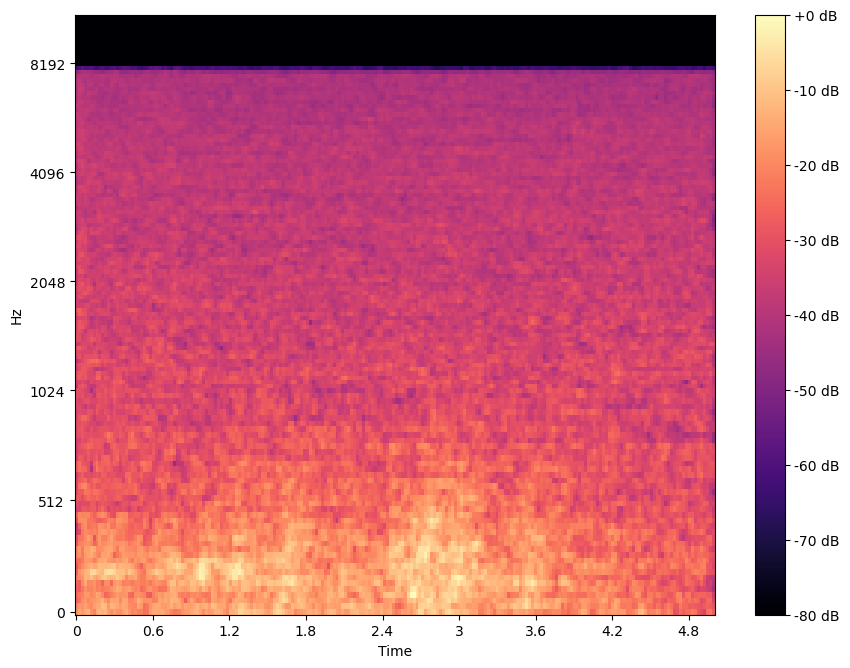 +0 dB
8192
-10 dB
-20 dB
4096
-30 dB
2048
Hz
-40 dB
1024
-50 dB
-60 dB
512
-70 dB
0
-80 dB
0 0.6 1.2 1.8 2.4 3 3.6 4.2 4.8
Time